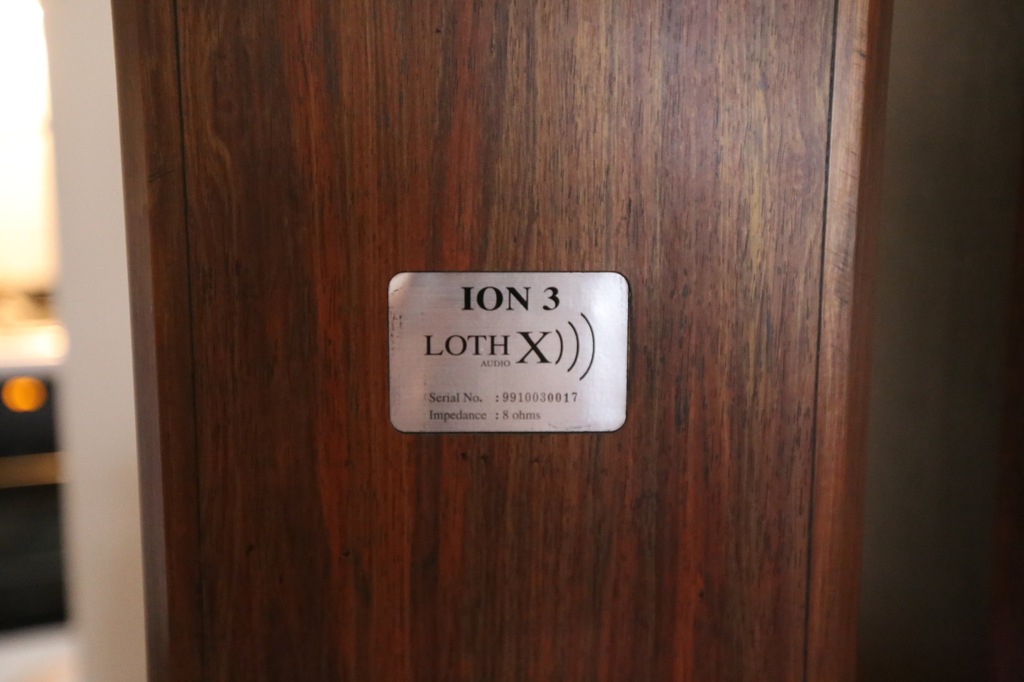 ION 3
LOTH X
AUDIO
Serial No. : 9910030017
Impedance : 8 ohms